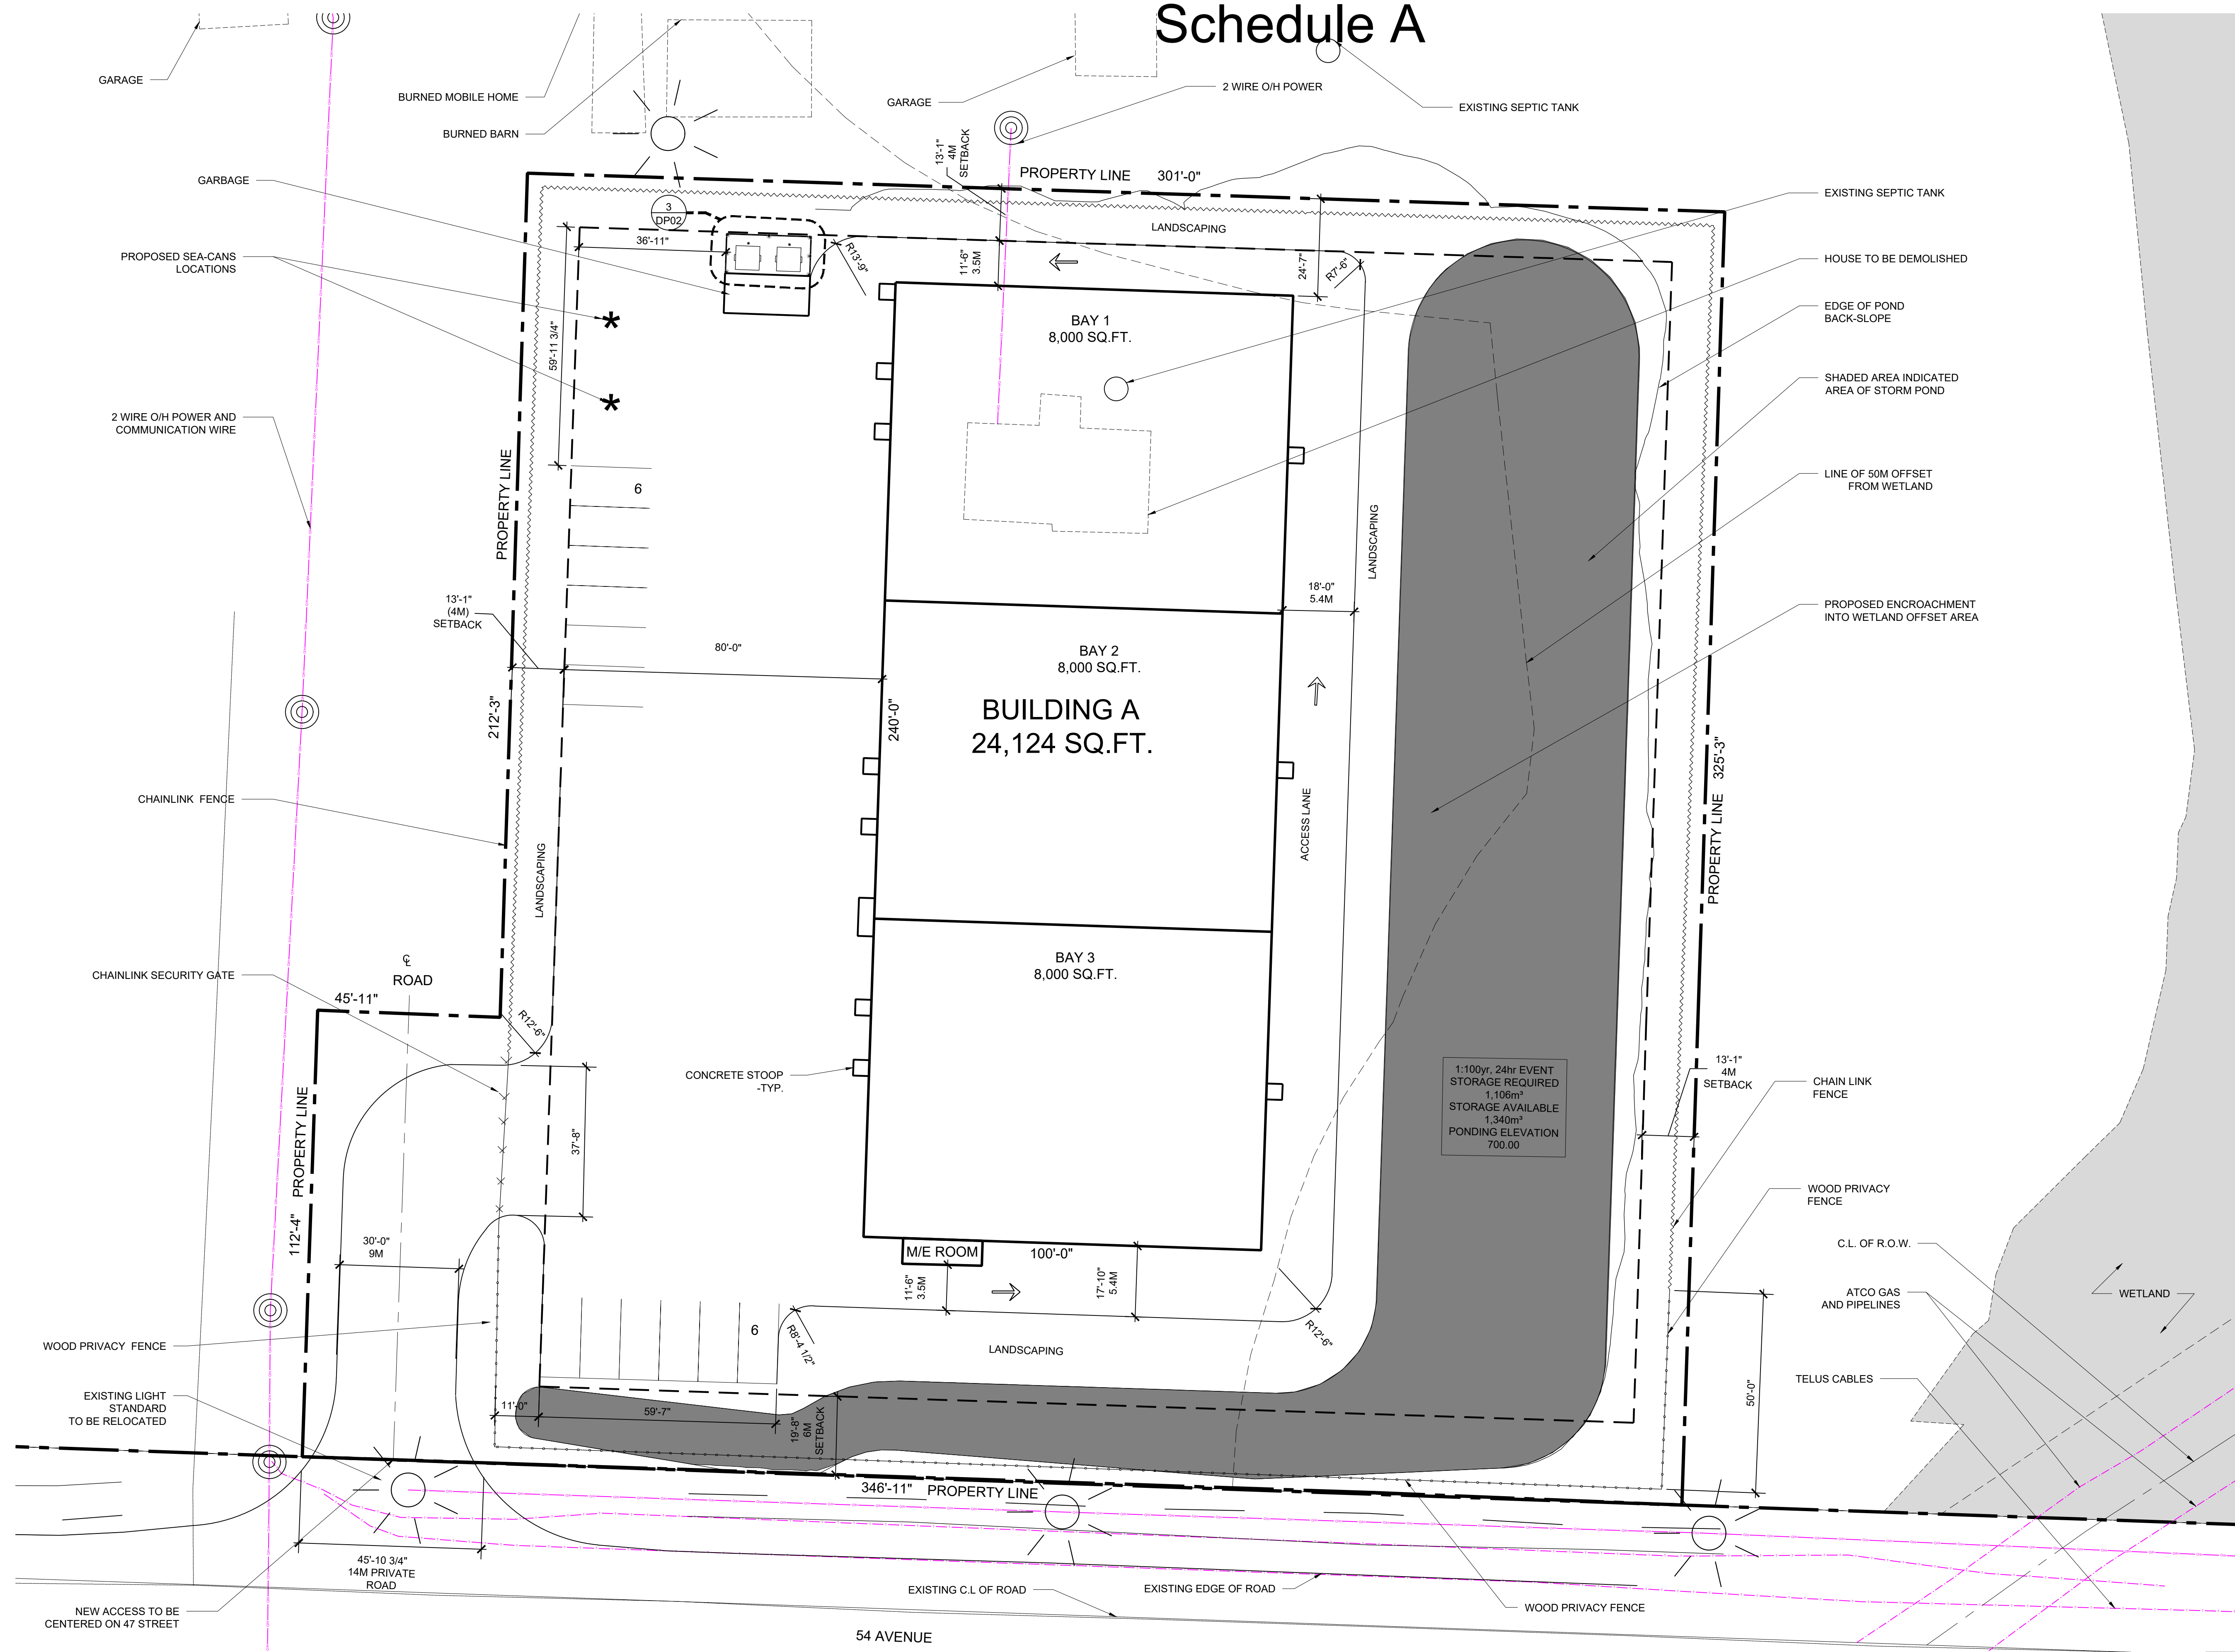 Schedule A
GARAGE
BURNED MOBILE HOME
BURNED BARN
GARAGE
2 WIRE O/H POWER
EXISTING SEPTIC TANK
GARBAGE
PROPOSED SEA-CANS
LOCATIONS
2 WIRE O/H POWER AND
COMMUNICATION WIRE
CHAINLINK FENCE
CHAINLINK SECURITY GATE
WOOD PRIVACY FENCE
EXISTING LIGHT
STANDARD
TO BE RELOCATED
NEW ACCESS TO BE
CENTERED ON 47 STREET
3
DP02
36'-11"
59'-11 3/4"
13'-1"
4M
SETBACK
PROPERTY LINE 301'-0"
LANDSCAPING
R13'-9"
11'-6"
3.5M
24'-7"
R7'-6"
BAY 1
8,000 SQ.FT.
6
PROPERTY LINE
212'-3"
13'-1"
(4M)
SETBACK
80'-0"
240'-0"
BAY 2
8,000 SQ.FT.
BUILDING A
24,124 SQ.FT.
18'-0"
5.4M
LANDSCAPING
ACCESS LANE
LANDSCAPING
BAY 3
8,000 SQ.FT.
CONCRETE STOOP
-TYP.
℄
ROAD
45'-11"
R12'-6"
37'-8"
112'-4" PROPERTY LINE
30'-0"
9M
M/E ROOM
100'-0"
11'-6"
3.5M
17'-10"
5.4M
6
R8'-4 1/2"
R12'-6"
LANDSCAPING
11'-0"
59'-7"
19'-8"
6M
SETBACK
346'-11" PROPERTY LINE
45'-10 3/4"
14M PRIVATE
ROAD
EXISTING C.L OF ROAD
EXISTING EDGE OF ROAD
WOOD PRIVACY FENCE
54 AVENUE
1:100yr, 24hr EVENT
STORAGE REQUIRED
1,106m³
STORAGE AVAILABLE
1,340m³
PONDING ELEVATION
700.00
PROPERTY LINE 325'-3"
EXISTING SEPTIC TANK
HOUSE TO BE DEMOLISHED
EDGE OF POND
BACK-SLOPE
SHADED AREA INDICATED
AREA OF STORM POND
LINE OF 50M OFFSET
FROM WETLAND
PROPOSED ENCROACHMENT
INTO WETLAND OFFSET AREA
13'-1"
4M
SETBACK
CHAIN LINK
FENCE
WOOD PRIVACY
FENCE
C.L. OF R.O.W.
ATCO GAS
AND PIPELINES
TELUS CABLES
50'-0"
WETLAND